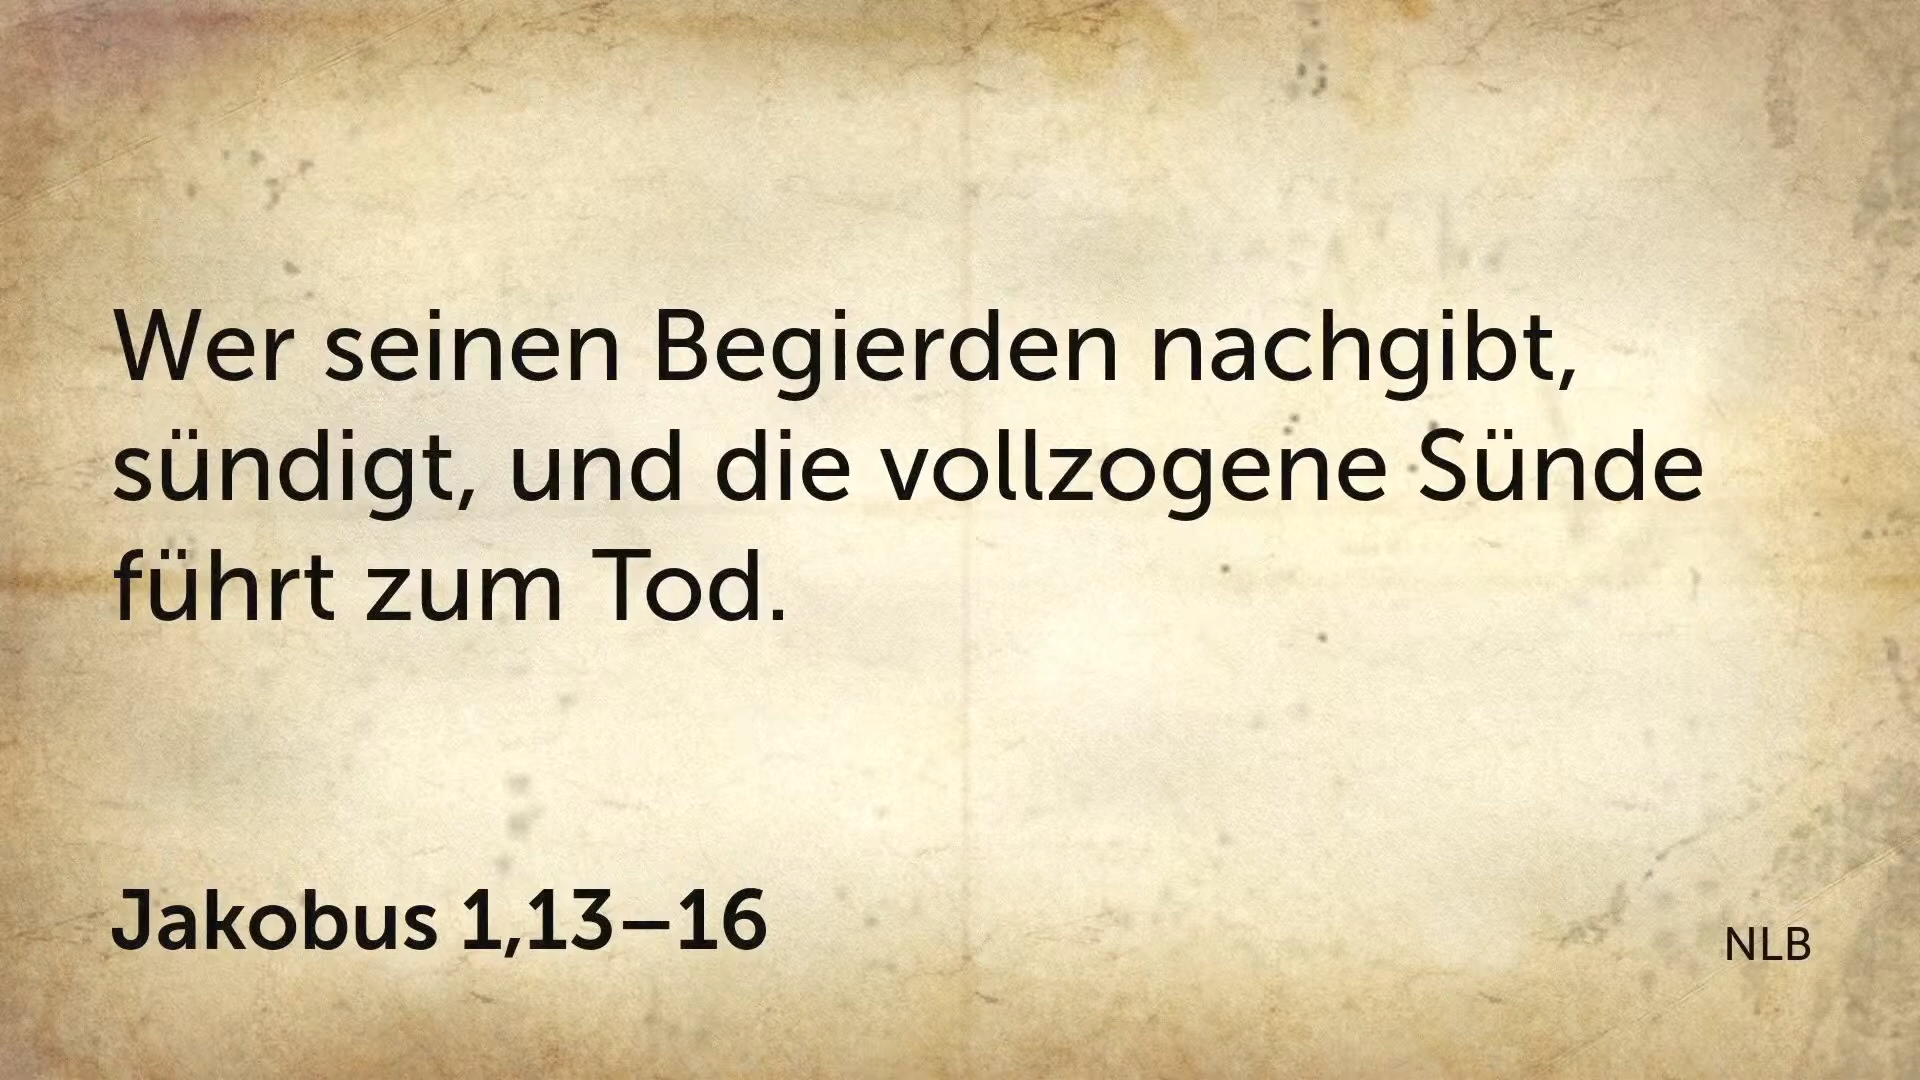 Wer seinen Begierden nachgibt,
sündigt, und die vollzogene Sünde
führt zum Tod.
Jakobus 1,13–16
NLB